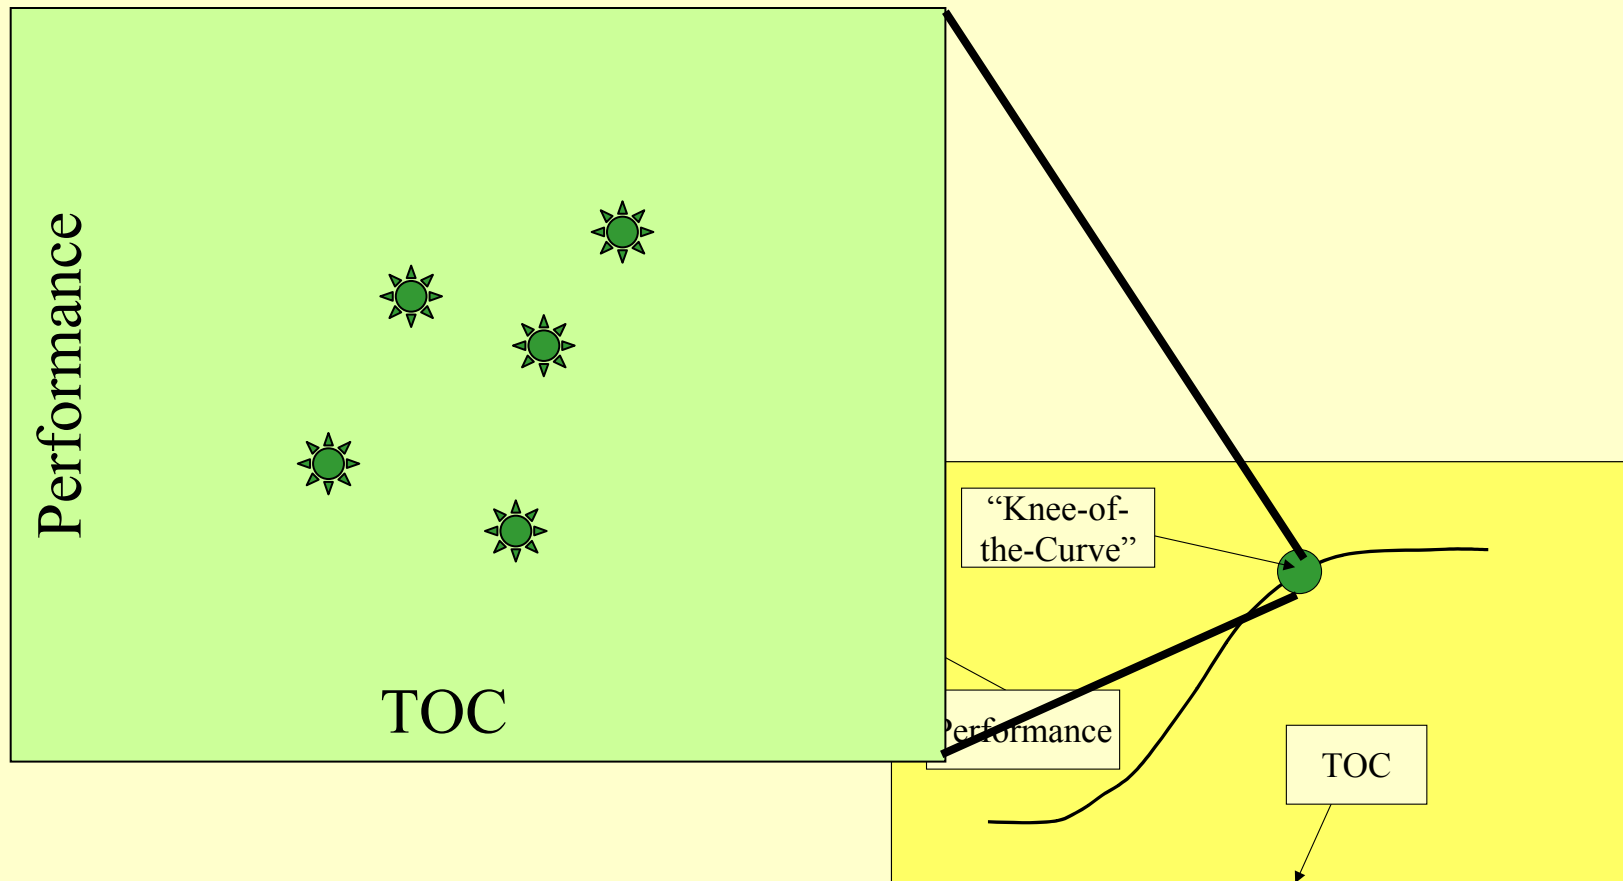 Performance
TOC
“Knee-of-
the-Curve”
Performance
TOC